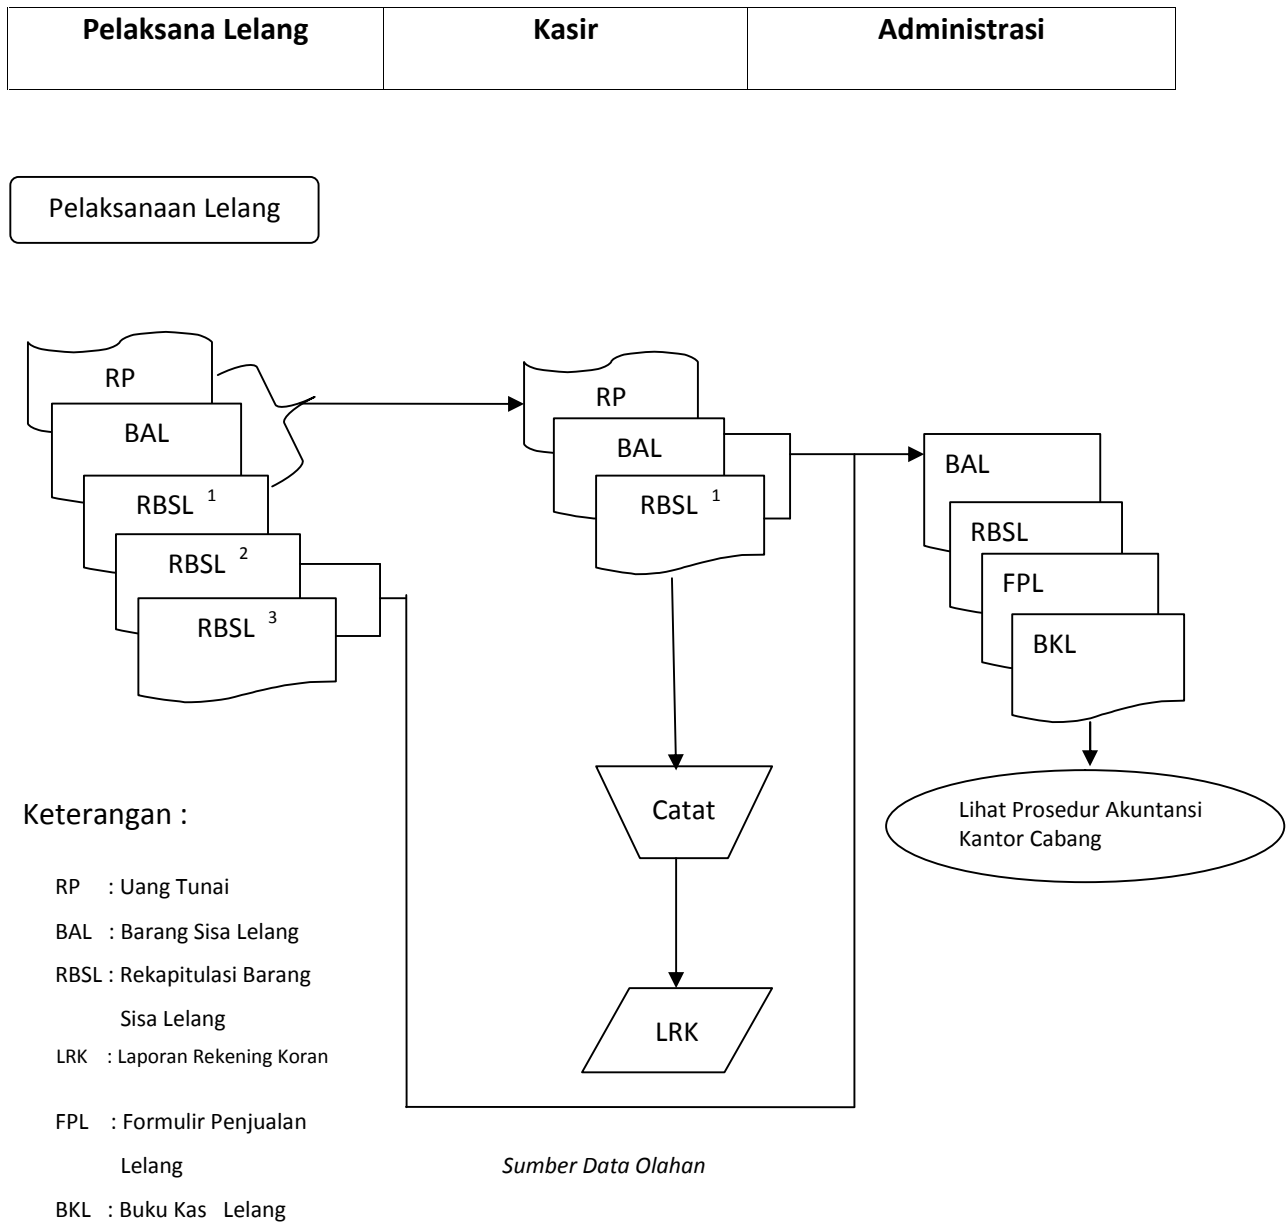 Pelaksana Lelang Kasir Administrasi
Pelaksanaan Lelang
RP
BAL
RBSL 1
RBSL 2
RBSL 3
RP
BAL
RBSL 1
BAL
RBSL
FPL
BKL
Catat
LRK
Lihat Prosedur Akuntansi
Kantor Cabang
Keterangan :
RP : Uang Tunai
BAL : Barang Sisa Lelang
RBSL : Rekapitulasi Barang
Sisa Lelang
LRK : Laporan Rekening Koran
FPL : Formulir Penjualan
Lelang
BKL : Buku Kas Lelang
Sumber Data Olahan